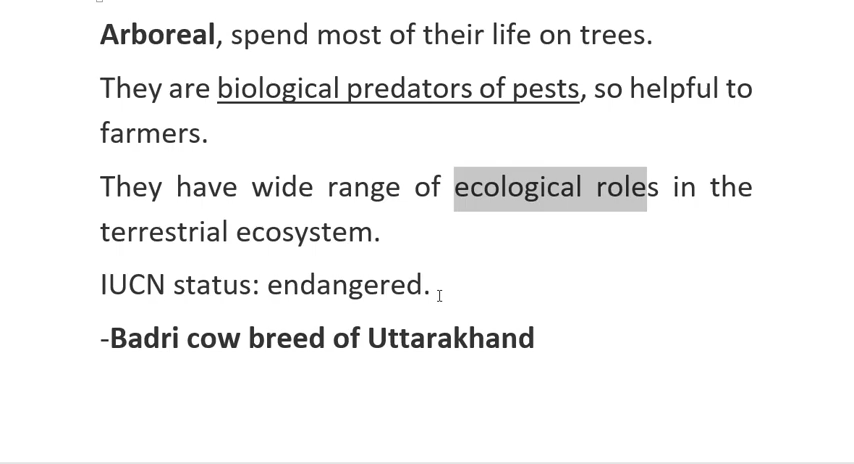 Arboreal, spend most of their life on trees.
They are biological predators of pests, so helpful to
farmers.
They have wide range of ecological roles in the
terrestrial ecosystem.
IUCN status: endangered.
-Badri cow breed of Uttarakhand